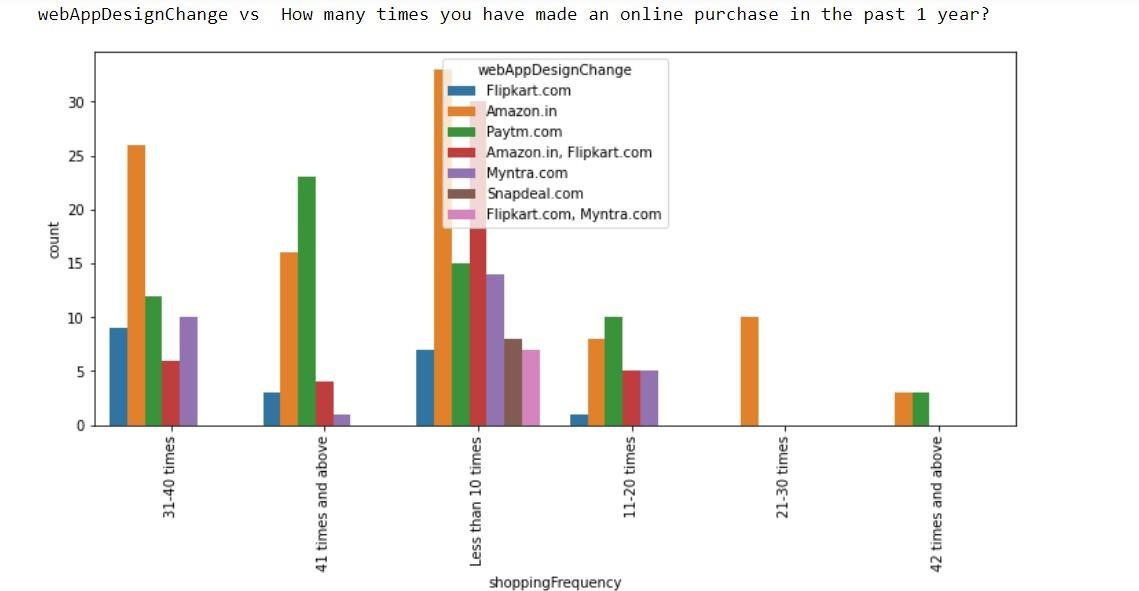 webAppDesignChange vs  How many times you have made an online purchase in the past 1 year?
webAppDesignChange
Flipkart.com
Amazon.in
Paytm.com
Amazon.in, Flipkart.com
Myntra.com
Snapdeal.com
Flipkart.com, Myntra.com
count
30
25
20
15
10
5
0
31-40 times
41 times and above
Less than 10 times
11-20 times
21-30 times
42 times and above
shoppingFrequency